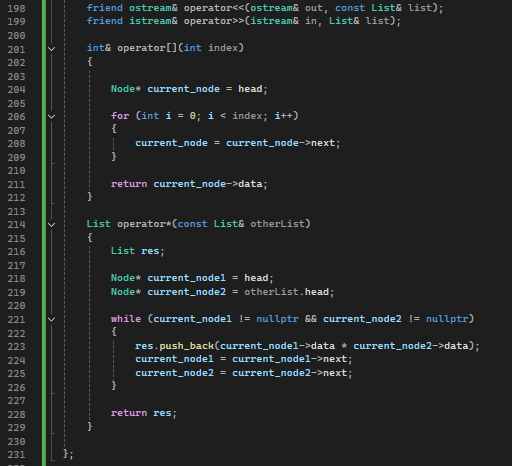 198 friend ostream& operator<<(ostream& out, const List& list);
199 friend istream& operator>>(istream& in, List& list);
200
201 int& operator[](int index)
202 {
203
204 Node* current_node = head;
205
206 for (int i = 0; i < index; i++)
207 {
208 current_node = current_node->next;
209 }
210
211 return current_node->data;
212 }
213
214 List operator*(const List& otherList)
215 {
216 List res;
217
218 Node* current_node1 = head;
219 Node* current_node2 = otherList.head;
220
221 while (current_node1 != nullptr && current_node2 != nullptr)
222 {
223 res.push_back(current_node1->data * current_node2->data);
224 current_node1 = current_node1->next;
225 current_node2 = current_node2->next;
226 }
227
228 return res;
229 }
230
231 };